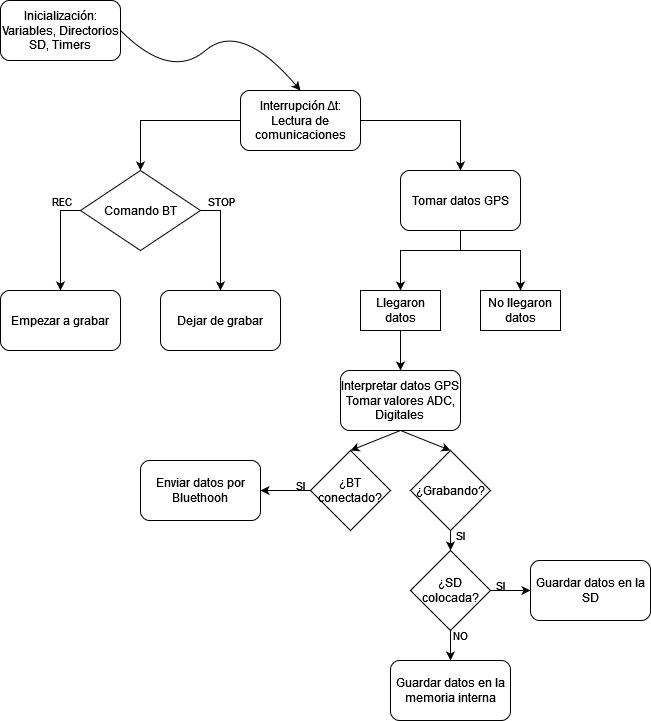 Inicialización:
Variables, Directorios
SD, Timers
Interrupción Δt:
Lectura de
comunicaciones
REC
Comando BT
STOP
Tomar datos GPS
Empezar a grabar
Dejar de grabar
Llegaron
datos
No llegaron
datos
Interpretar datos GPS
Tomar valores ADC,
Digitales
Enviar datos por
Bluethooh
SI
¿BT
conectado?
¿Grabando?
SI
¿SD
colocada?
SI
Guardar datos en la
SD
NO
Guardar datos en la
memoria interna